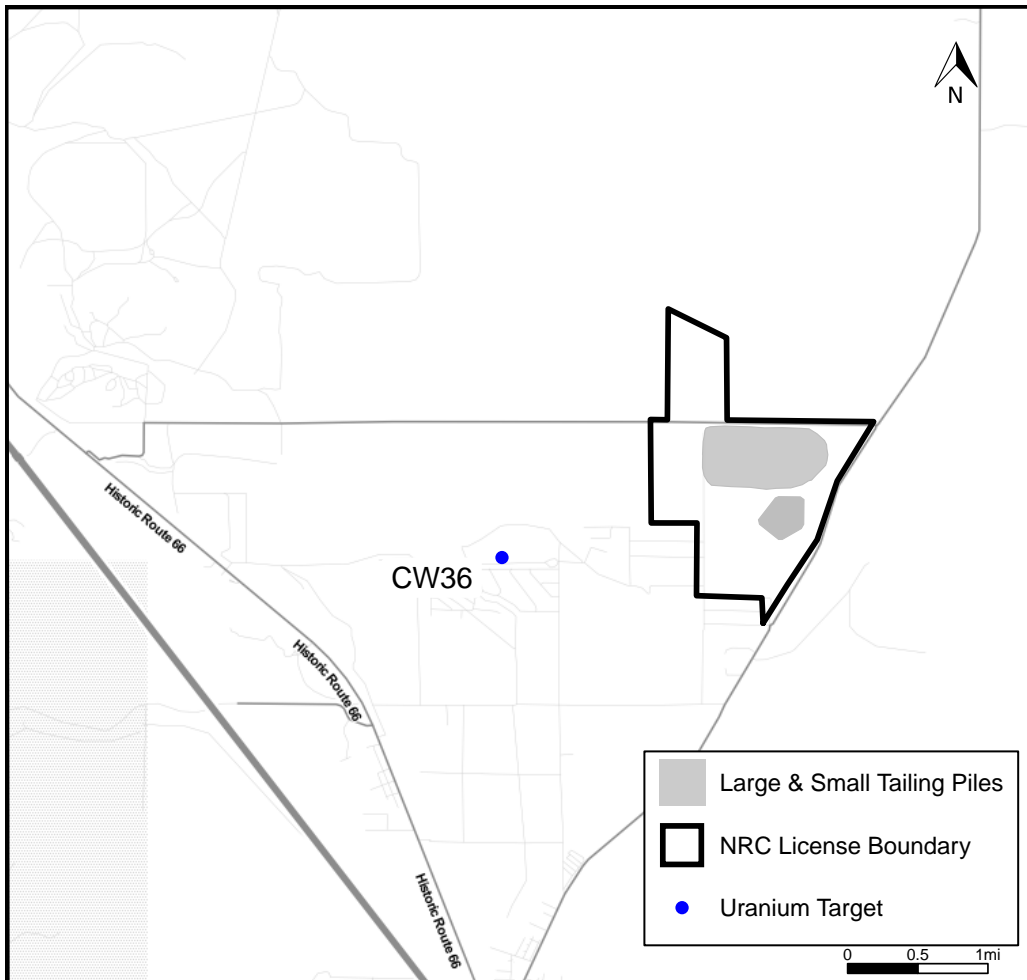 N
Historic Route 66
CW36
Historic Route 66
Historic Route 66
Large & Small Tailing Piles
NRC License Boundary
Uranium Target
0 0.5 1mi